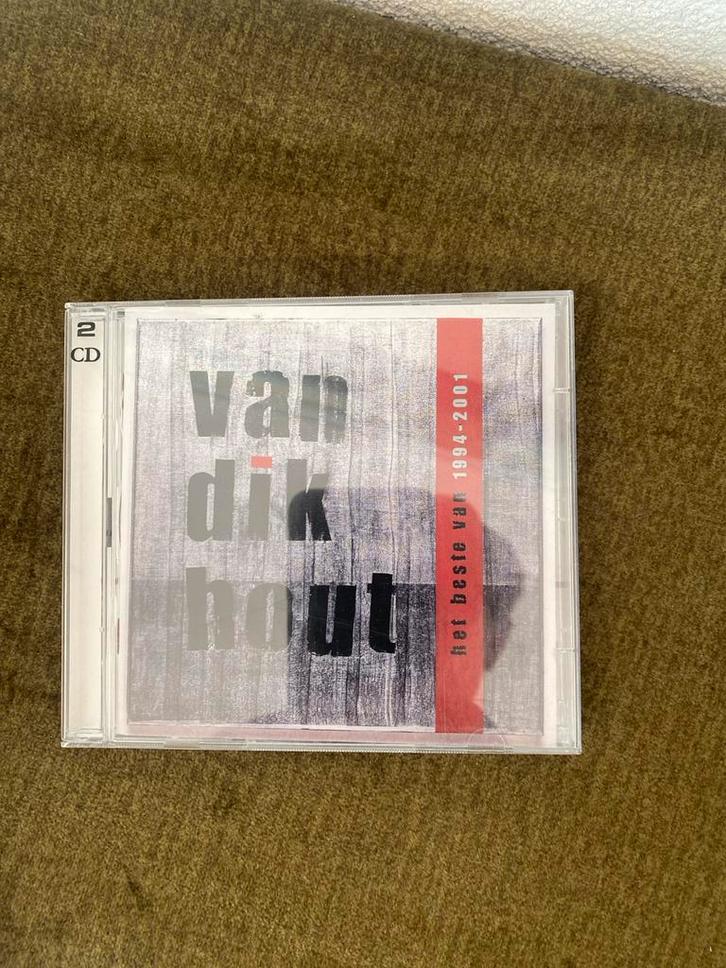 2
CD
van
dik
hout
het beste van 1994-2001